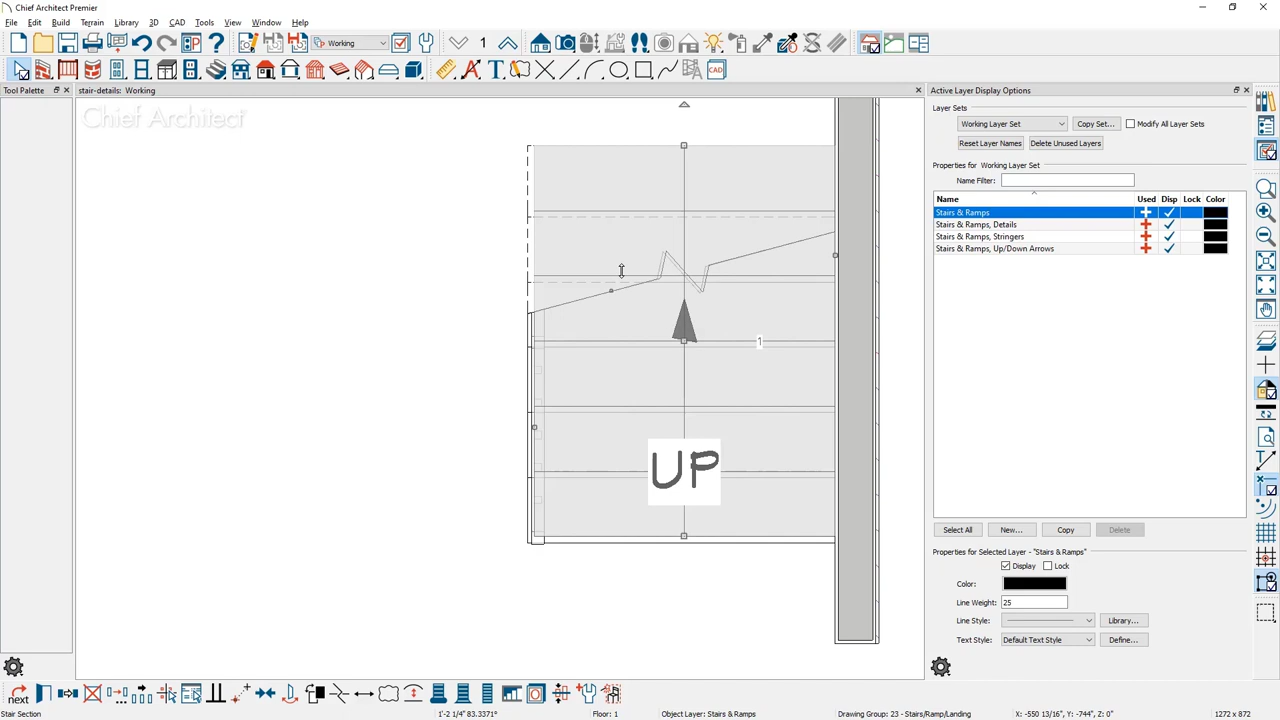 Chief Architect Premier
File Edit Build Terrain Library 3D CAD Tools View Window Help
Working 1
CAD
Tool Palette
stair-details: Working
Active Layer Display Options
Chief Architect
Layer Sets
Working Layer Set Copy Set... Modify All Layer Sets
Reset Layer Names Delete Unused Layers
Properties for Working Layer Set
Name Filter:
Name Used Disp Lock Color
Stairs & Ramps
Stairs & Ramps, Details
Stairs & Ramps, Stringers
Stairs & Ramps, Up/Down Arrows
1
UP
Select All New... Copy Delete
Properties for Selected Layer - "Stairs & Ramps"
Display Lock
Color:
Line Weight: 25
Line Style: Library...
Text Style: Default Text Style Define...
next
Stair Section 1'-2 1/4" 83.3371° Floor: 1 Object Layer: Stairs & Ramps Drawing Group: 23 - Stairs/Ramp/Landing X: -550 13/16", Y: -744", Z: 0" 1272 x 872